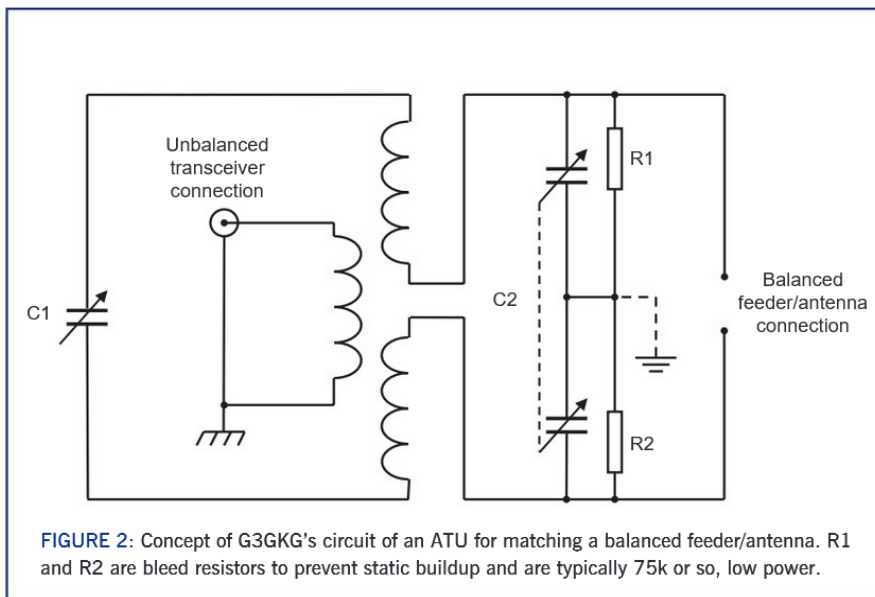 Unbalanced
transceiver
connection
C1
R1
C2
Balanced
feeder/antenna
connection
R2
FIGURE 2: Concept of G3GKG's circuit of an ATU for matching a balanced feeder/antenna. R1
and R2 are bleed resistors to prevent static buildup and are typically 75k or so, low power.